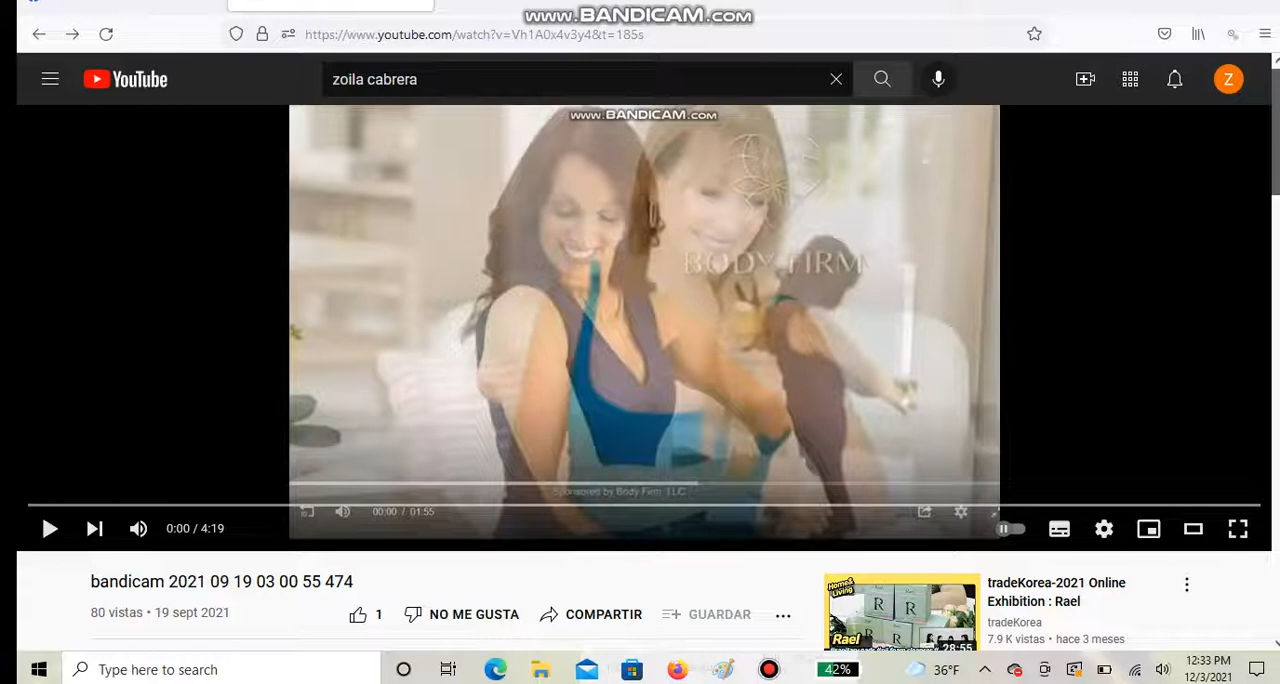 www.BANDICAM.com
https://www.youtube.com/watch?v=Vh1A0x4v3y4&t=185s
YouTube
zoila cabrera
Z
www.BANDICAM.com
BODY FIRM
Sponsored by Body Firm, LLC
00:00 / 01:55
0:00 / 4:19
bandicam 2021 09 19 03 00 55 474
80 vistas • 19 sept 2021
1
NO ME GUSTA
COMPARTIR
GUARDAR
Home& Living
R R
Rael
28:55
tradeKorea-2021 Online
Exhibition : Rael
tradeKorea
7.9 K vistas • hace 3 meses
Type here to search
42%
36°F
12:33 PM
12/3/2021